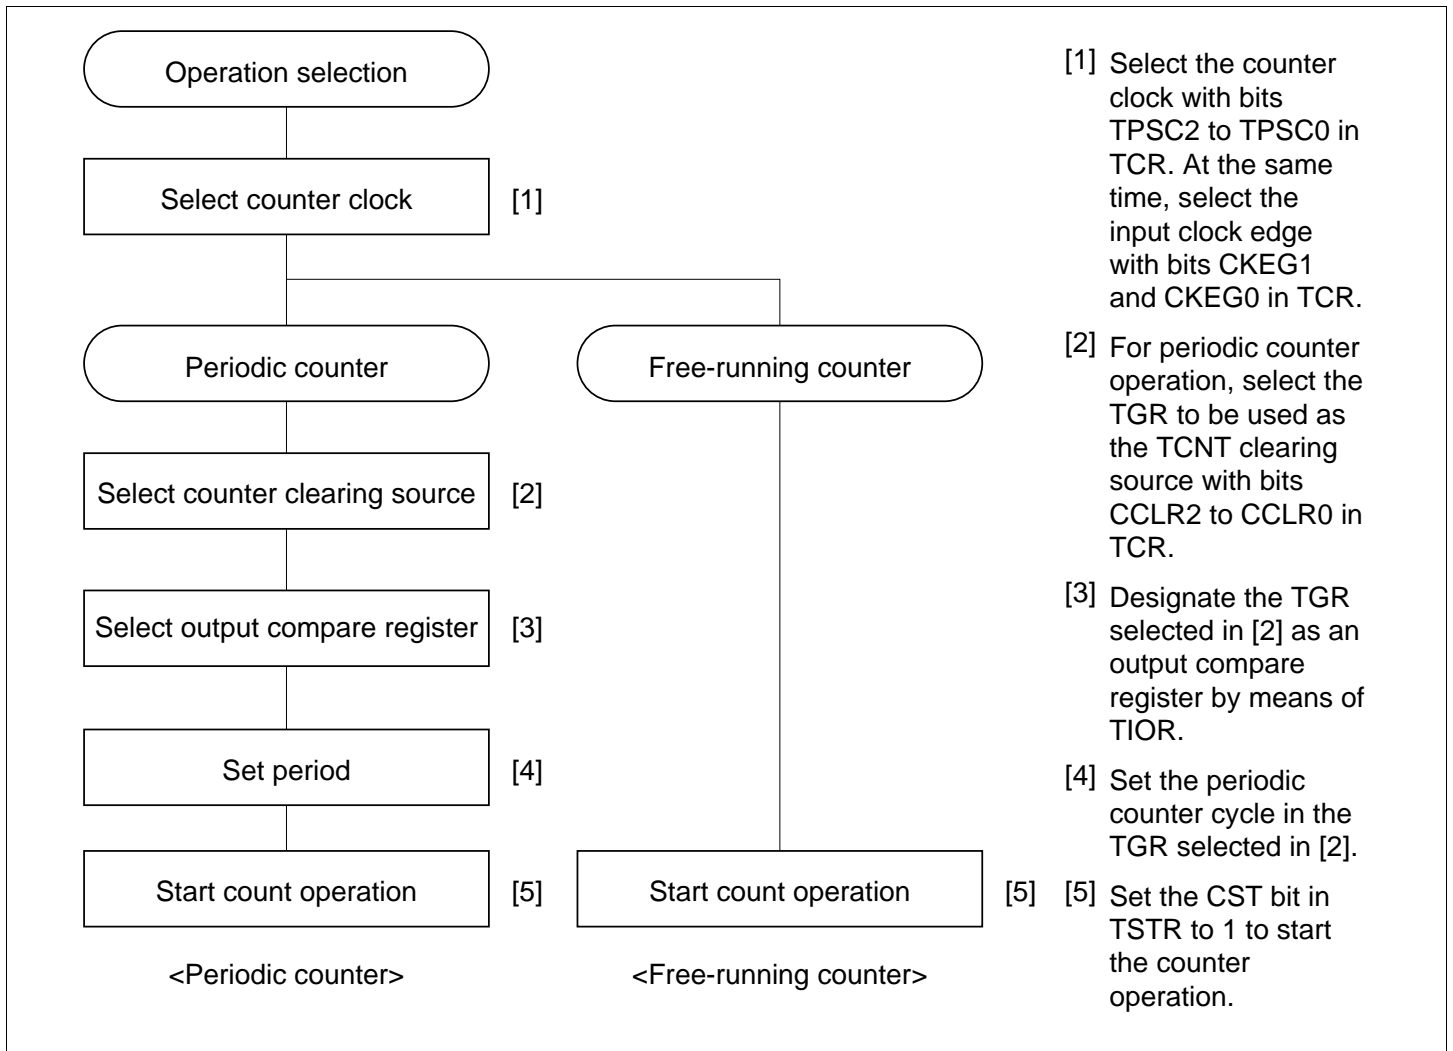 Operation selection
Select counter clock
[1]
Periodic counter
Free-running counter
Select counter clearing source
[2]
Select output compare register
[3]
Set period
[4]
Start count operation
[5]
Start count operation
[5]
<Periodic counter>
<Free-running counter>
[1] Select the counter
clock with bits
TPSC2 to TPSC0 in
TCR. At the same
time, select the
input clock edge
with bits CKEG1
and CKEG0 in TCR.
[2] For periodic counter
operation, select the
TGR to be used as
the TCNT clearing
source with bits
CCLR2 to CCLR0 in
TCR.
[3] Designate the TGR
selected in [2] as an
output compare
register by means of
TIOR.
[4] Set the periodic
counter cycle in the
TGR selected in [2].
[5] Set the CST bit in
TSTR to 1 to start
the counter
operation.